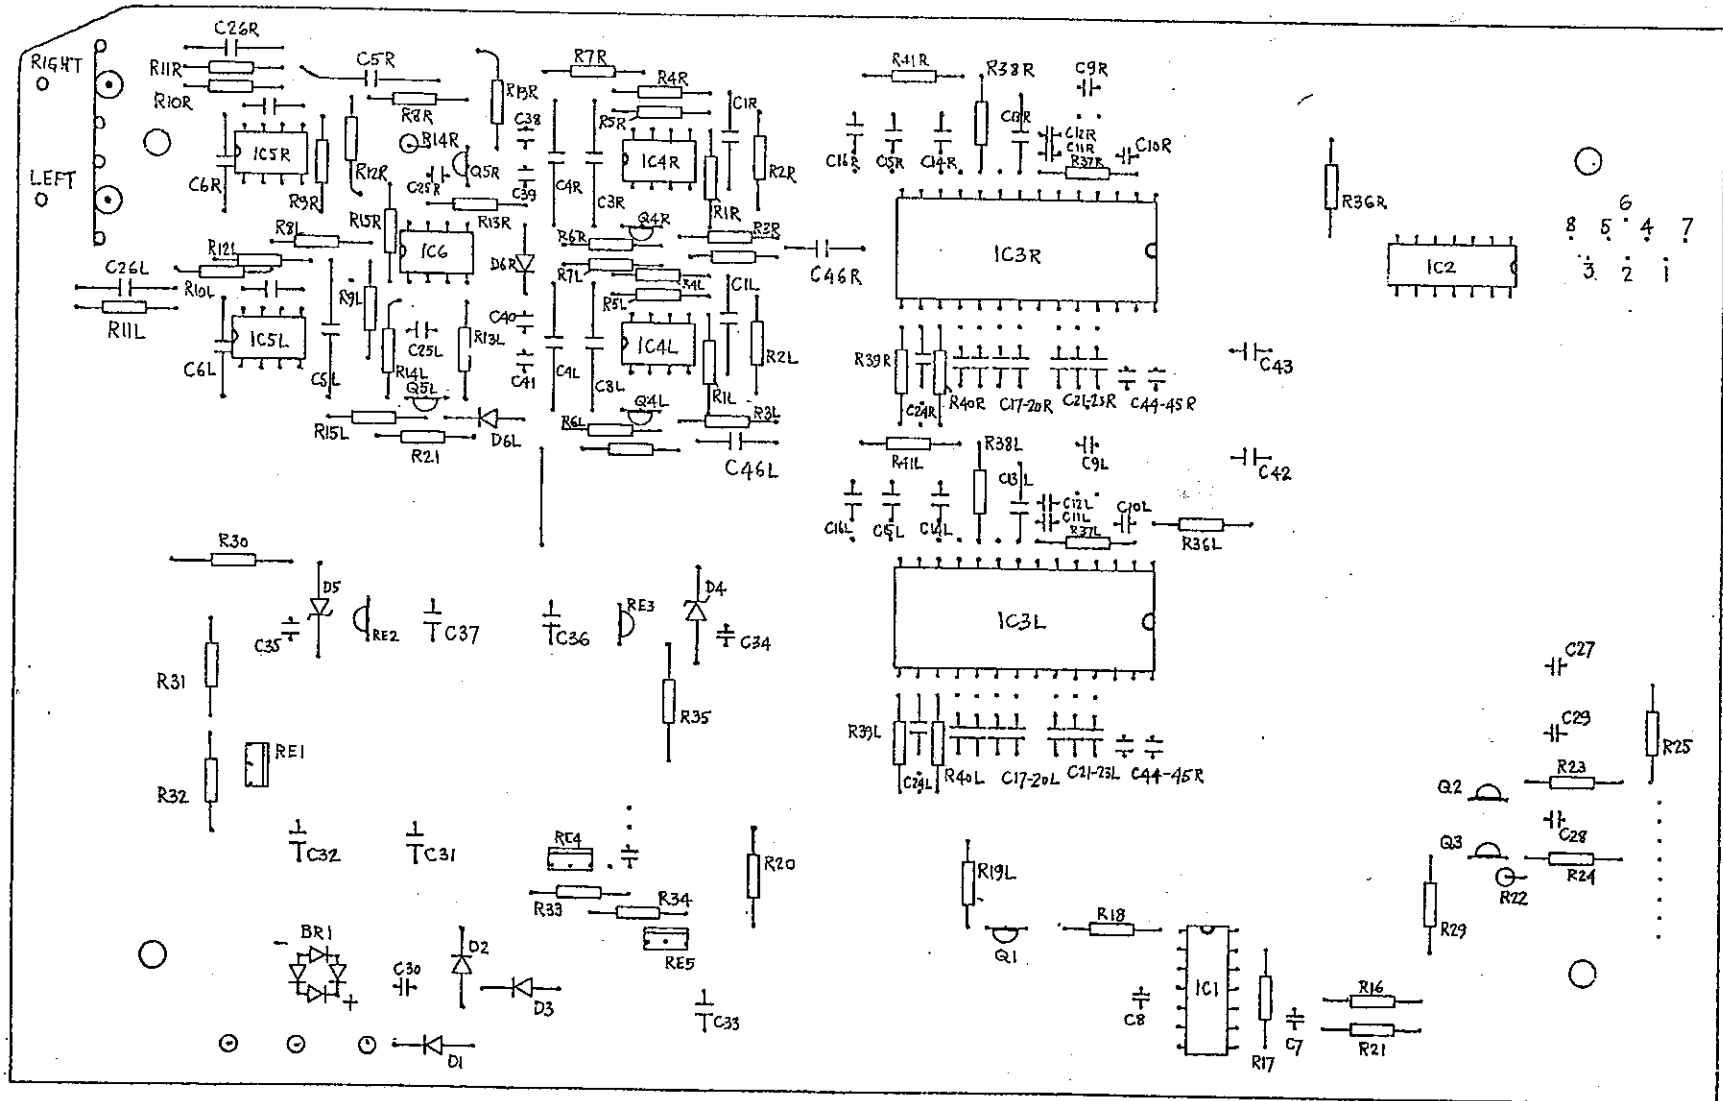 C26R
RIGHT
R11R
R10R
C5R
R8R
R13R
R7R
R4R
R5R
C1R
R41R
R38R
C9R
C38
R14R
IC5R
C6R
R9R
R12R
C25R
Q5R
C39
C4R
C3R
IC4R
R1R
R2R
C16R
C15R
C14R
C13R
C12R
C11R
R37R
C10R
R36R
LEFT
R15R
R13R
Q4R
R3R
R8L
R12L
R6R
C46R
IC6
D6R
IC3R
IC2
8
5
6
4
7
3
2
1
C26L
R10L
R7L
R4L
R5L
C1L
R11L
IC5L
C6L
R9L
C5L
R14L
C25L
R13L
C40
C41
C4L
C3L
IC4L
R1L
R2L
R39R
C24R
R40R
C17-20R
C21-23R
C44-45R
C43
Q5L
R15L
R21
D6L
R6L
Q4L
R3L
C46L
R41L
R38L
C9L
C42
C13L
C16L
C15L
C14L
C12L
C11L
R37L
C10L
R36L
R30
D5
C35
RE2
C37
C36
RE3
D4
C34
IC3L
C27
R31
R35
C29
R25
RE1
R32
R39L
C24L
R40L
C17-20L
C21-23L
C44-45R
R23
Q2
C32
C31
RE4
R20
R19L
Q3
C28
R24
R22
R33
R34
R18
R29
BR1
-
+
D2
RE5
Q1
C30
D3
C33
IC1
C8
R16
C7
R17
R21
D1